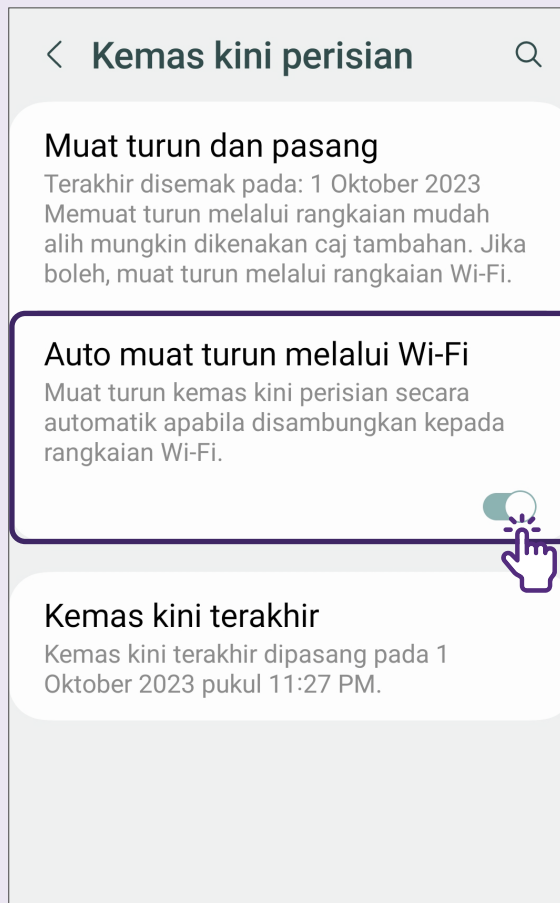 Kemas kini perisian
Muat turun dan pasang
Terakhir disemak pada: 1 Oktober 2023
Memuat turun melalui rangkaian mudah
alih mungkin dikenakan caj tambahan. Jika
boleh, muat turun melalui rangkaian Wi-Fi.
Auto muat turun melalui Wi-Fi
Muat turun kemas kini perisian secara
automatik apabila disambungkan kepada
rangkaian Wi-Fi.
Kemas kini terakhir
Kemas kini terakhir dipasang pada 1
Oktober 2023 pukul 11:27 PM.